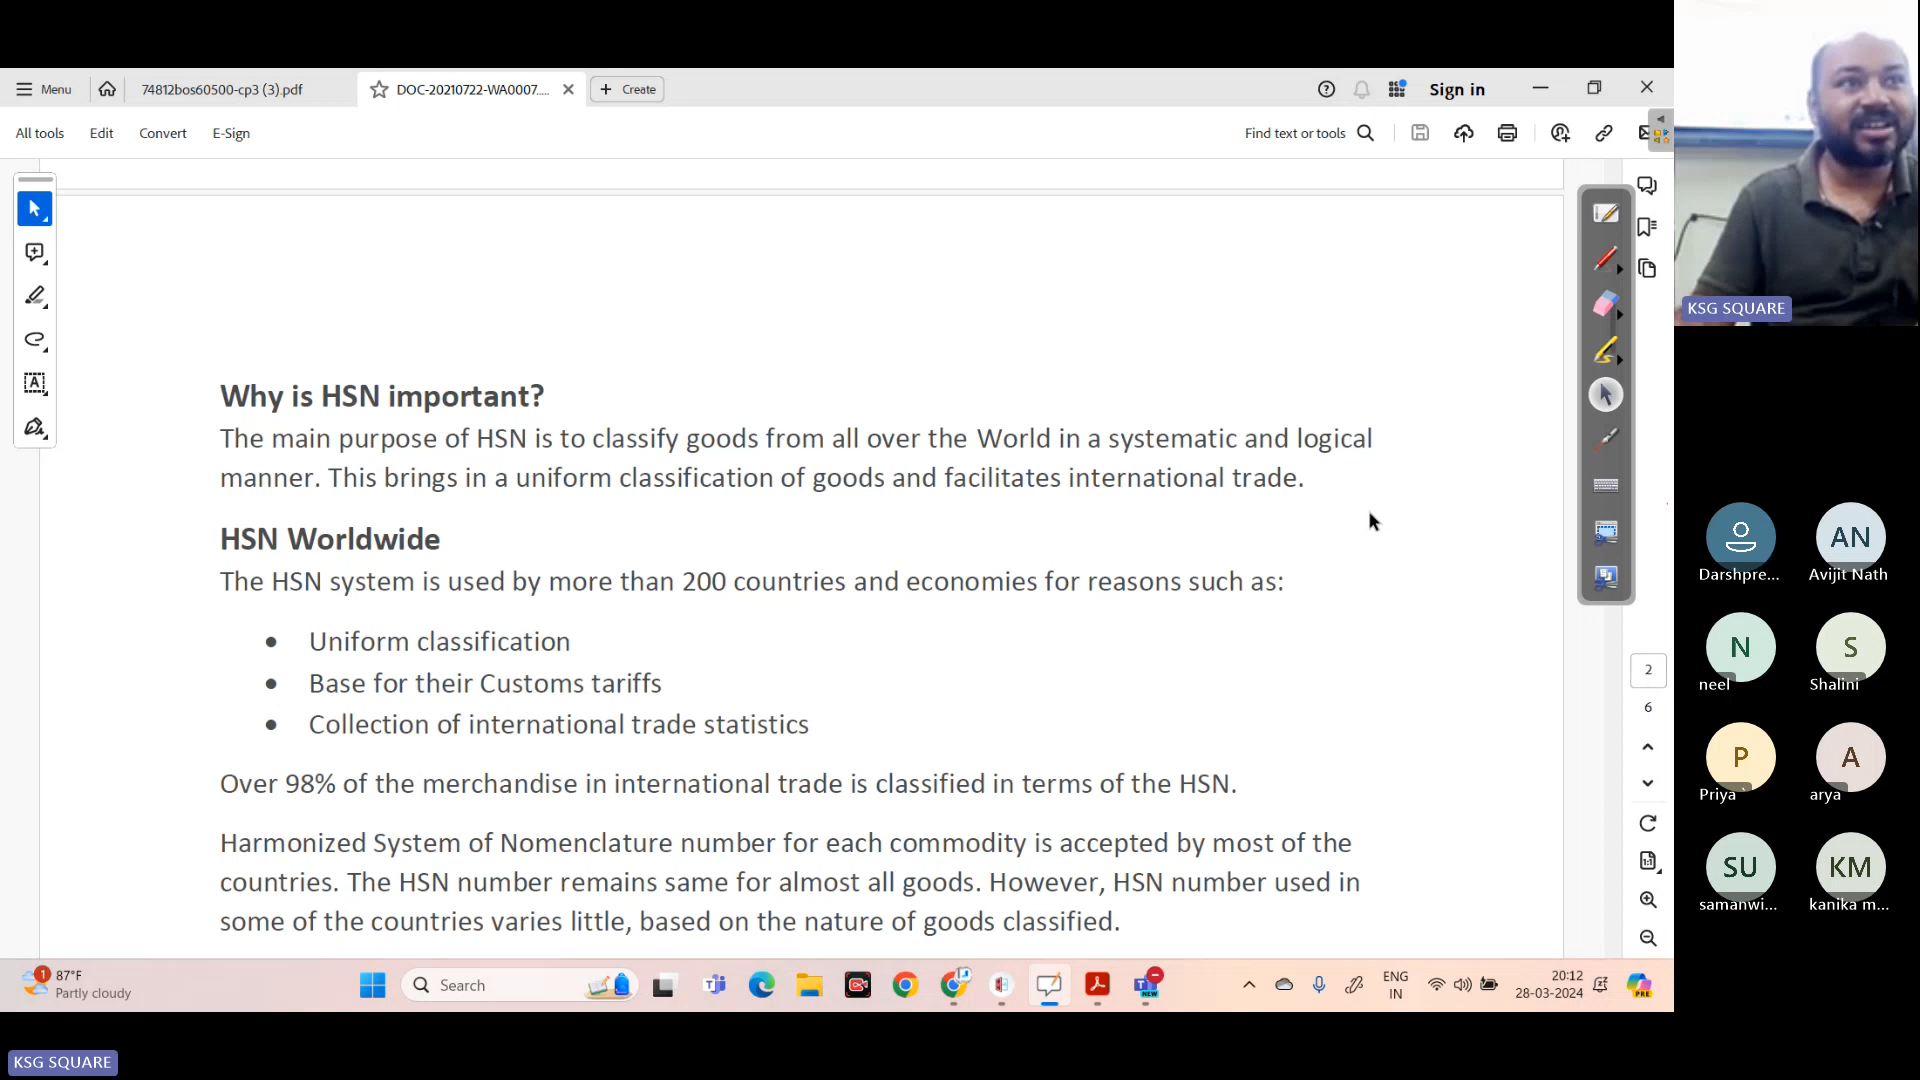 Menu
74812bos60500-cp3 (3).pdf
DOC-20210722-WA0007....
Create
Sign in
All tools
Edit
Convert
E-Sign
Find text or tools
KSG SQUARE
Why is HSN important?
The main purpose of HSN is to classify goods from all over the World in a systematic and logical
manner. This brings in a uniform classification of goods and facilitates international trade.
HSN Worldwide
The HSN system is used by more than 200 countries and economies for reasons such as:
• Uniform classification
• Base for their Customs tariffs
• Collection of international trade statistics
Over 98% of the merchandise in international trade is classified in terms of the HSN.
Harmonized System of Nomenclature number for each commodity is accepted by most of the
countries. The HSN number remains same for almost all goods. However, HSN number used in
some of the countries varies little, based on the nature of goods classified.
2
6
Darshpre...
AN
Avijit Nath
N
neel
S
Shalini
P
Priya `
A
arya
SU
samanwi...
KM
kanika m...
1
87°F
Partly cloudy
Search
NEW
ENG
IN
20:12
28-03-2024
PRE
KSG SQUARE